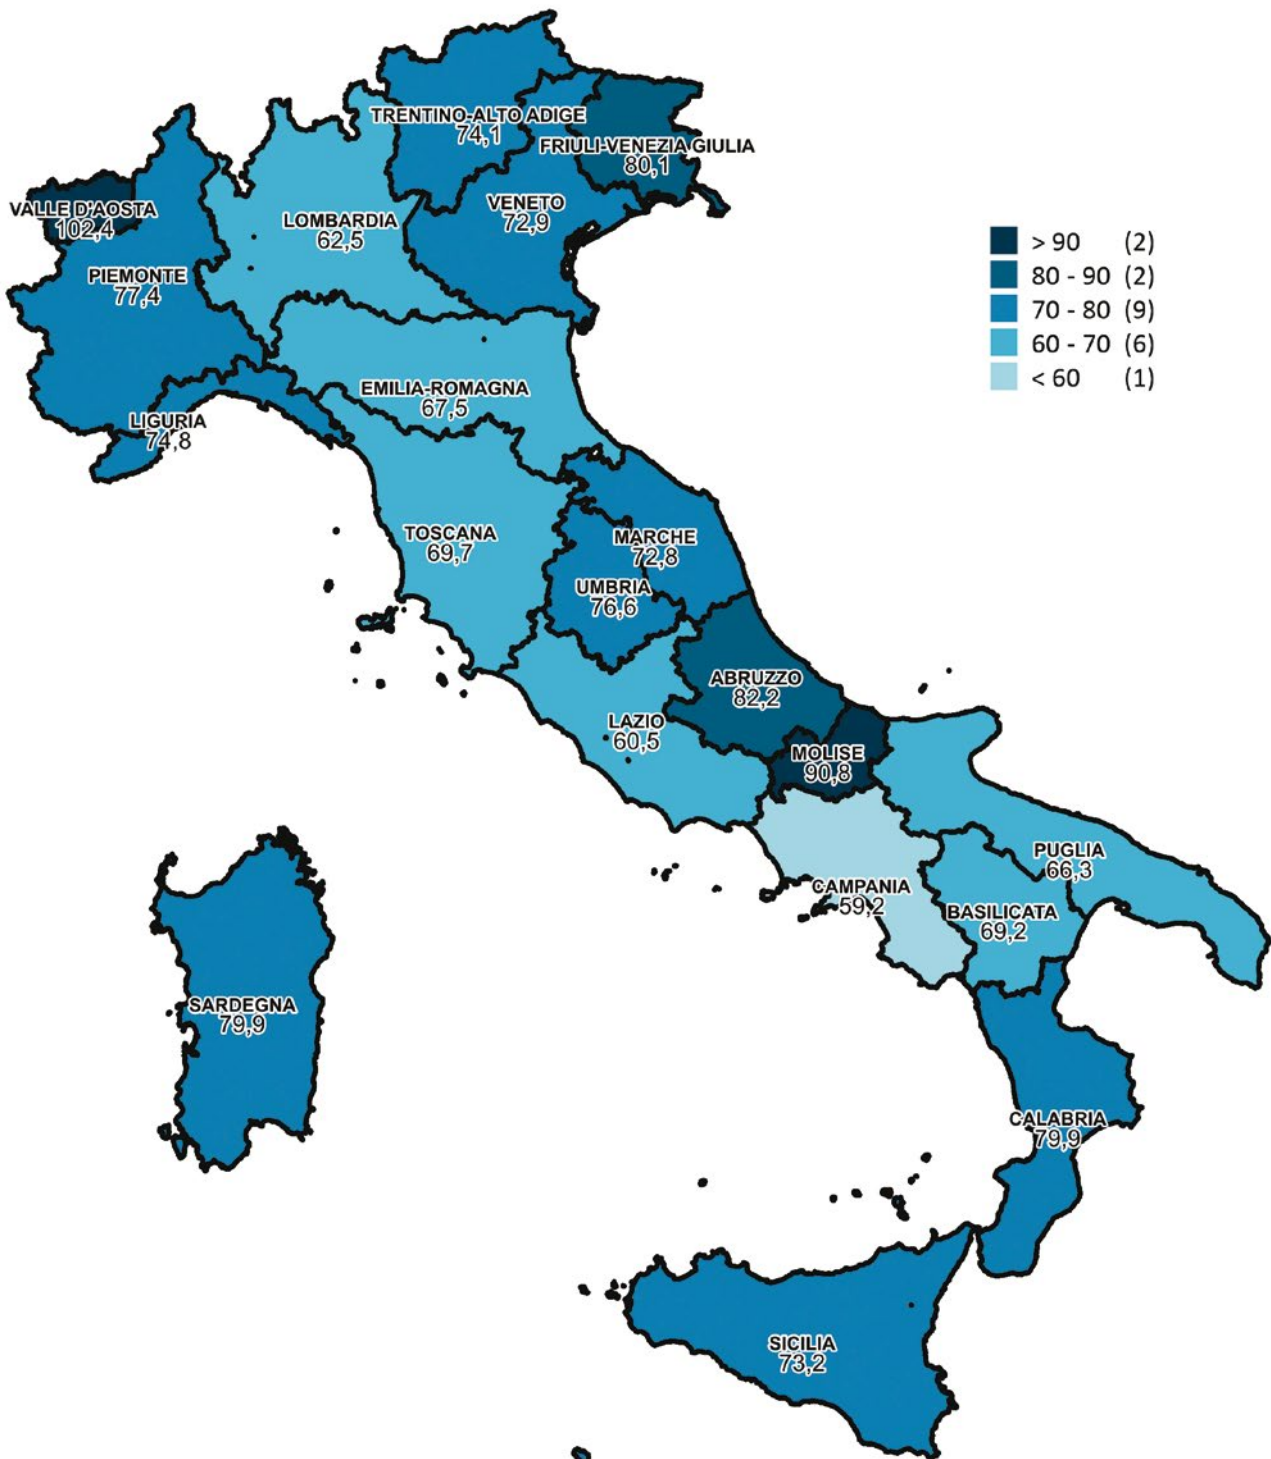 TRENTINO-ALTO ADIGE
74,1
FRIULI-VENEZIA GIULIA
80,1
VALLE D'AOSTA
102,4
LOMBARDIA
62,5
VENETO
72,9
PIEMONTE
77,4
> 90 (2)
80 - 90 (2)
70 - 80 (9)
60 - 70 (6)
< 60 (1)
EMILIA-ROMAGNA
67,5
LIGURIA
74,8
TOSCANA
69,7
MARCHE
72,8
UMBRIA
76,6
ABRUZZO
82,2
LAZIO
60,5
MOLISE
90,8
PUGLIA
66,3
CAMPANIA
59,2
BASILICATA
69,2
SARDEGNA
79,9
CALABRIA
79,9
SICILIA
73,2